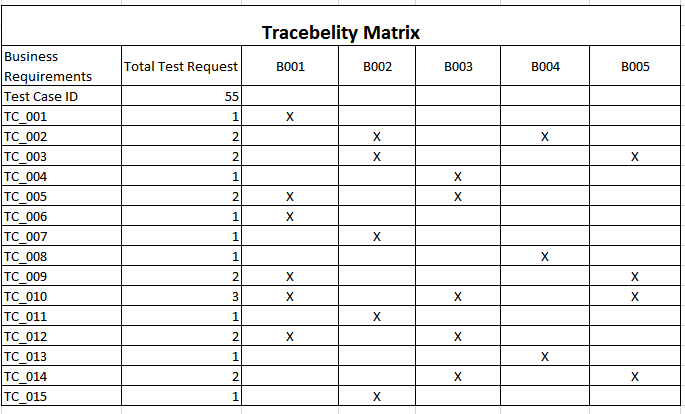 Tracebelity Matrix
Business Requirements Total Test Request B001 B002 B003 B004 B005
Test Case ID 55
TC_001 1 X
TC_002 2 X X
TC_003 2 X X
TC_004 1 X
TC_005 2 X X
TC_006 1 X
TC_007 1 X
TC_008 1 X
TC_009 2 X X
TC_010 3 X X X
TC_011 1 X
TC_012 2 X X
TC_013 1 X
TC_014 2 X X
TC_015 1 X